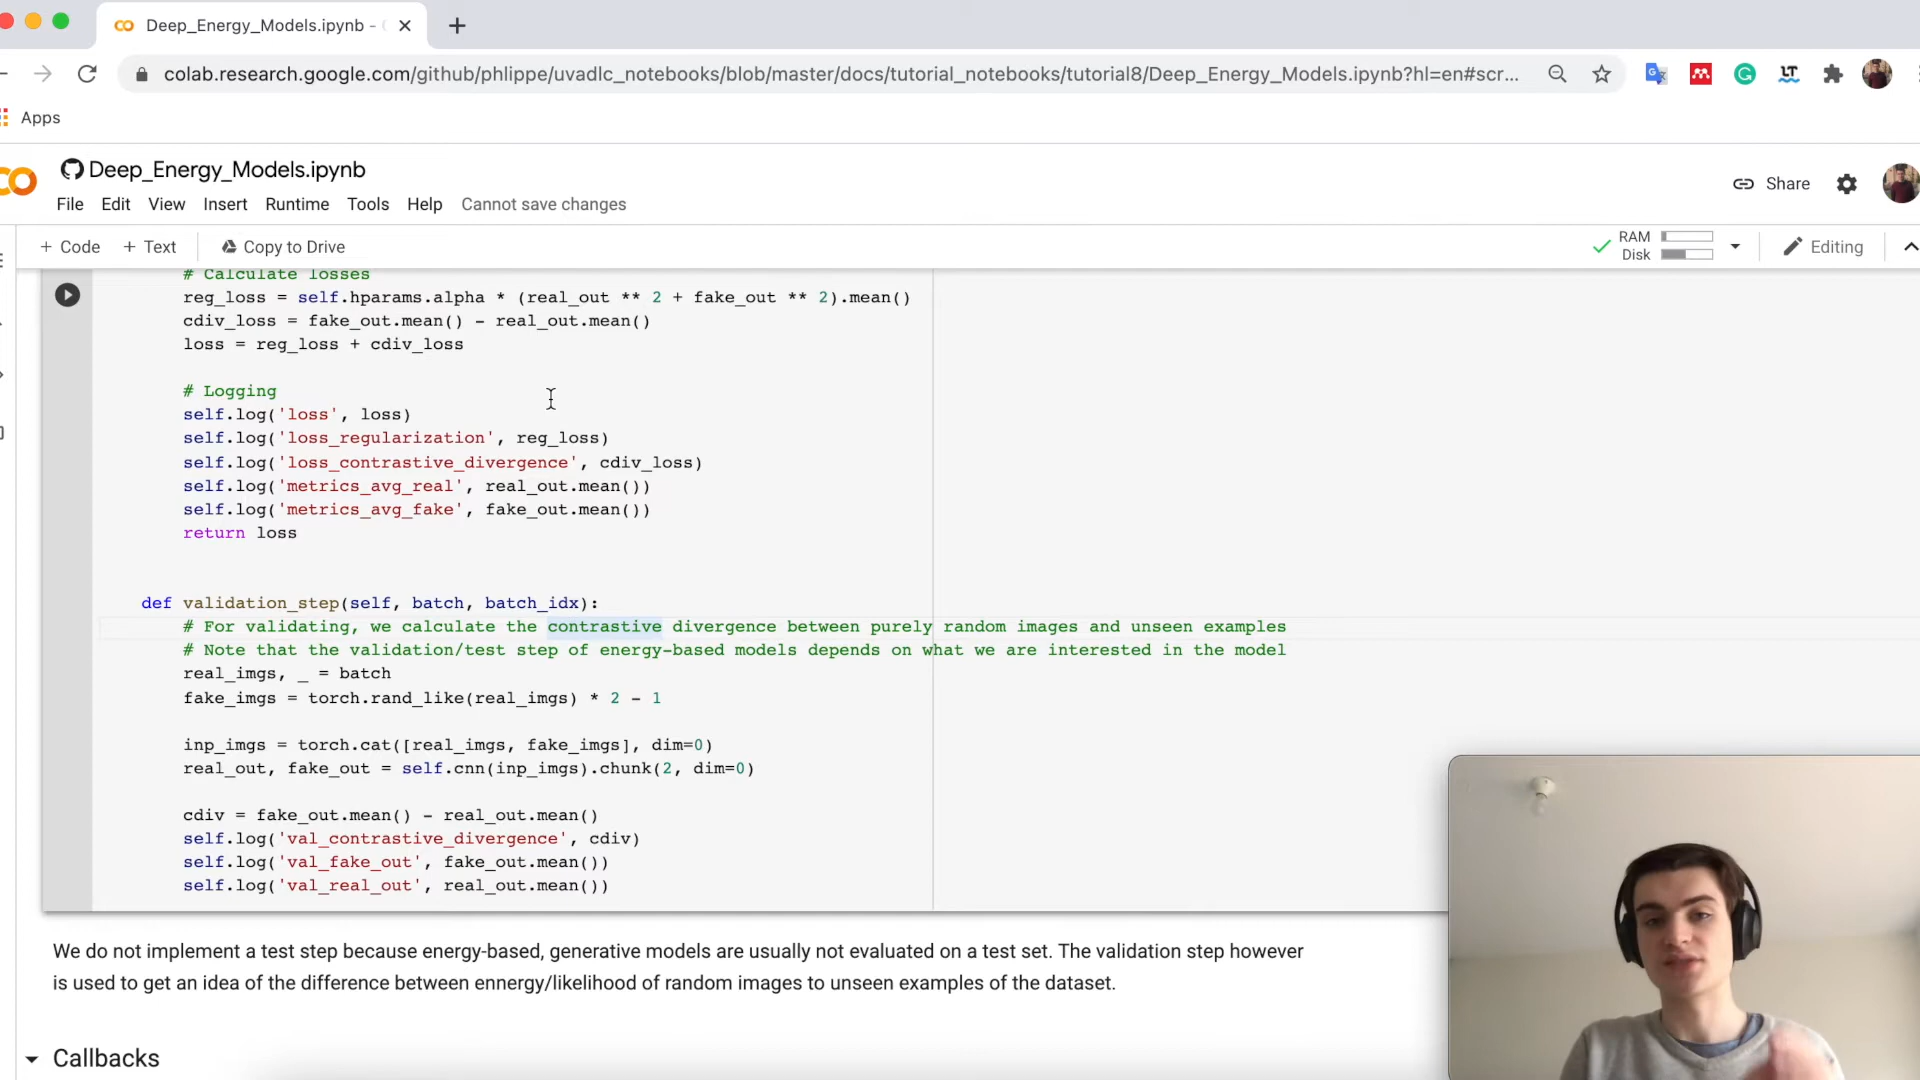 Deep_Energy_Models.ipynb -
colab.research.google.com/github/phlippe/uvadlc_notebooks/blob/master/docs/tutorial_notebooks/tutorial8/Deep_Energy_Models.ipynb?hl=en#scr...
Apps
Deep_Energy_Models.ipynb
Share
File Edit View Insert Runtime Tools Help Cannot save changes
+ Code + Text Copy to Drive
RAM
Disk
Editing
# Calculate losses
reg_loss = self.hparams.alpha * (real_out ** 2 + fake_out ** 2).mean()
cdiv_loss = fake_out.mean() - real_out.mean()
loss = reg_loss + cdiv_loss
# Logging
self.log('loss', loss)
self.log('loss_regularization', reg_loss)
self.log('loss_contrastive_divergence', cdiv_loss)
self.log('metrics_avg_real', real_out.mean())
self.log('metrics_avg_fake', fake_out.mean())
return loss
def validation_step(self, batch, batch_idx):
# For validating, we calculate the contrastive divergence between purely random images and unseen examples
# Note that the validation/test step of energy-based models depends on what we are interested in the model
real_imgs, _ = batch
fake_imgs = torch.rand_like(real_imgs) * 2 - 1
inp_imgs = torch.cat([real_imgs, fake_imgs], dim=0)
real_out, fake_out = self.cnn(inp_imgs).chunk(2, dim=0)
cdiv = fake_out.mean() - real_out.mean()
self.log('val_contrastive_divergence', cdiv)
self.log('val_fake_out', fake_out.mean())
self.log('val_real_out', real_out.mean())
We do not implement a test step because energy-based, generative models are usually not evaluated on a test set. The validation step however
is used to get an idea of the difference between ennergy/likelihood of random images to unseen examples of the dataset.
Callbacks